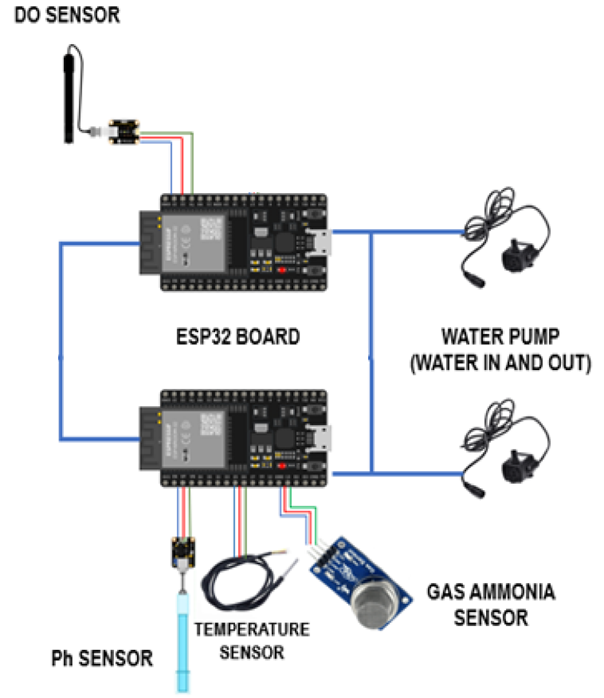 DO SENSOR
ESP32 BOARD
WATER PUMP
(WATER IN AND OUT)
GAS AMMONIA
SENSOR
TEMPERATURE
SENSOR
Ph SENSOR